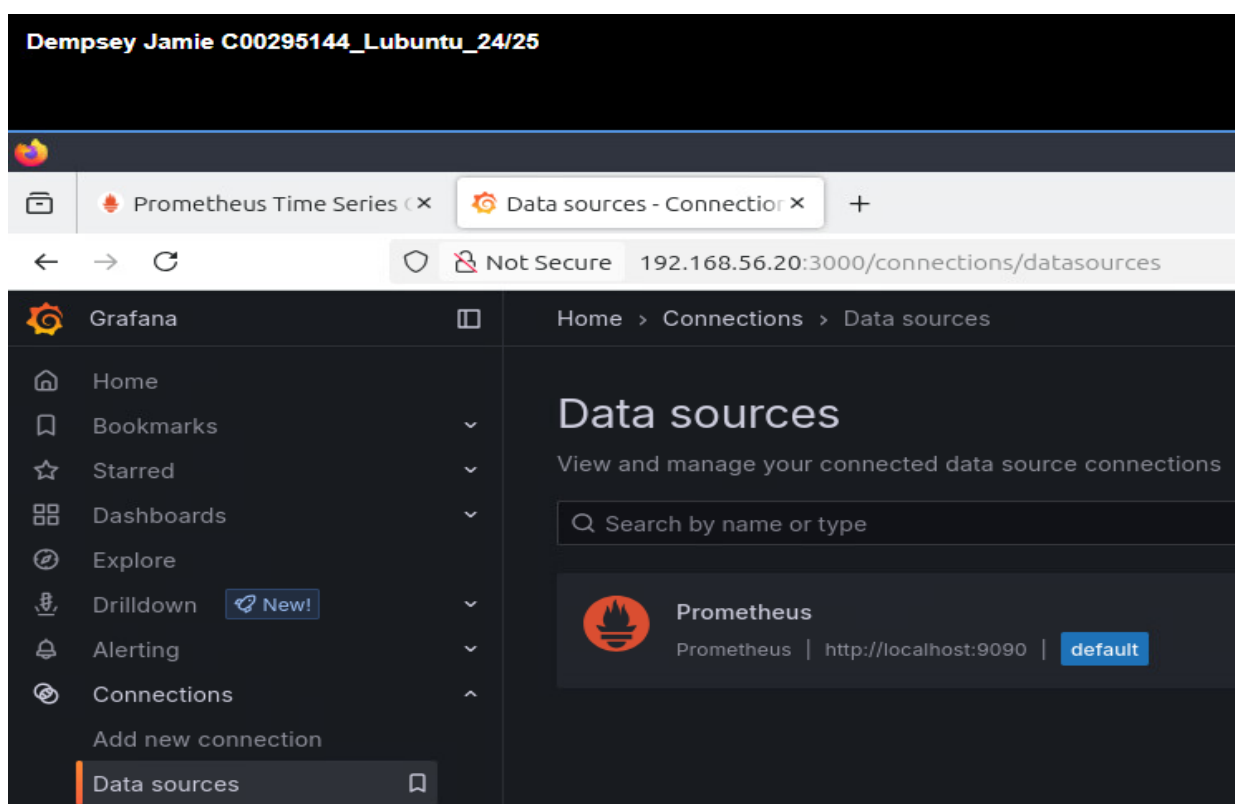 Dempsey Jamie C00295144_Lubuntu_24/25
Prometheus Time Series
Data sources - Connection
Not Secure 192.168.56.20:3000/connections/datasources
Grafana
Home › Connections › Data sources
Home
Bookmarks
Starred
Dashboards
Explore
Drilldown New!
Alerting
Connections
Add new connection
Data sources
Data sources
View and manage your connected data source connections
Search by name or type
Prometheus
Prometheus | http://localhost:9090 | default